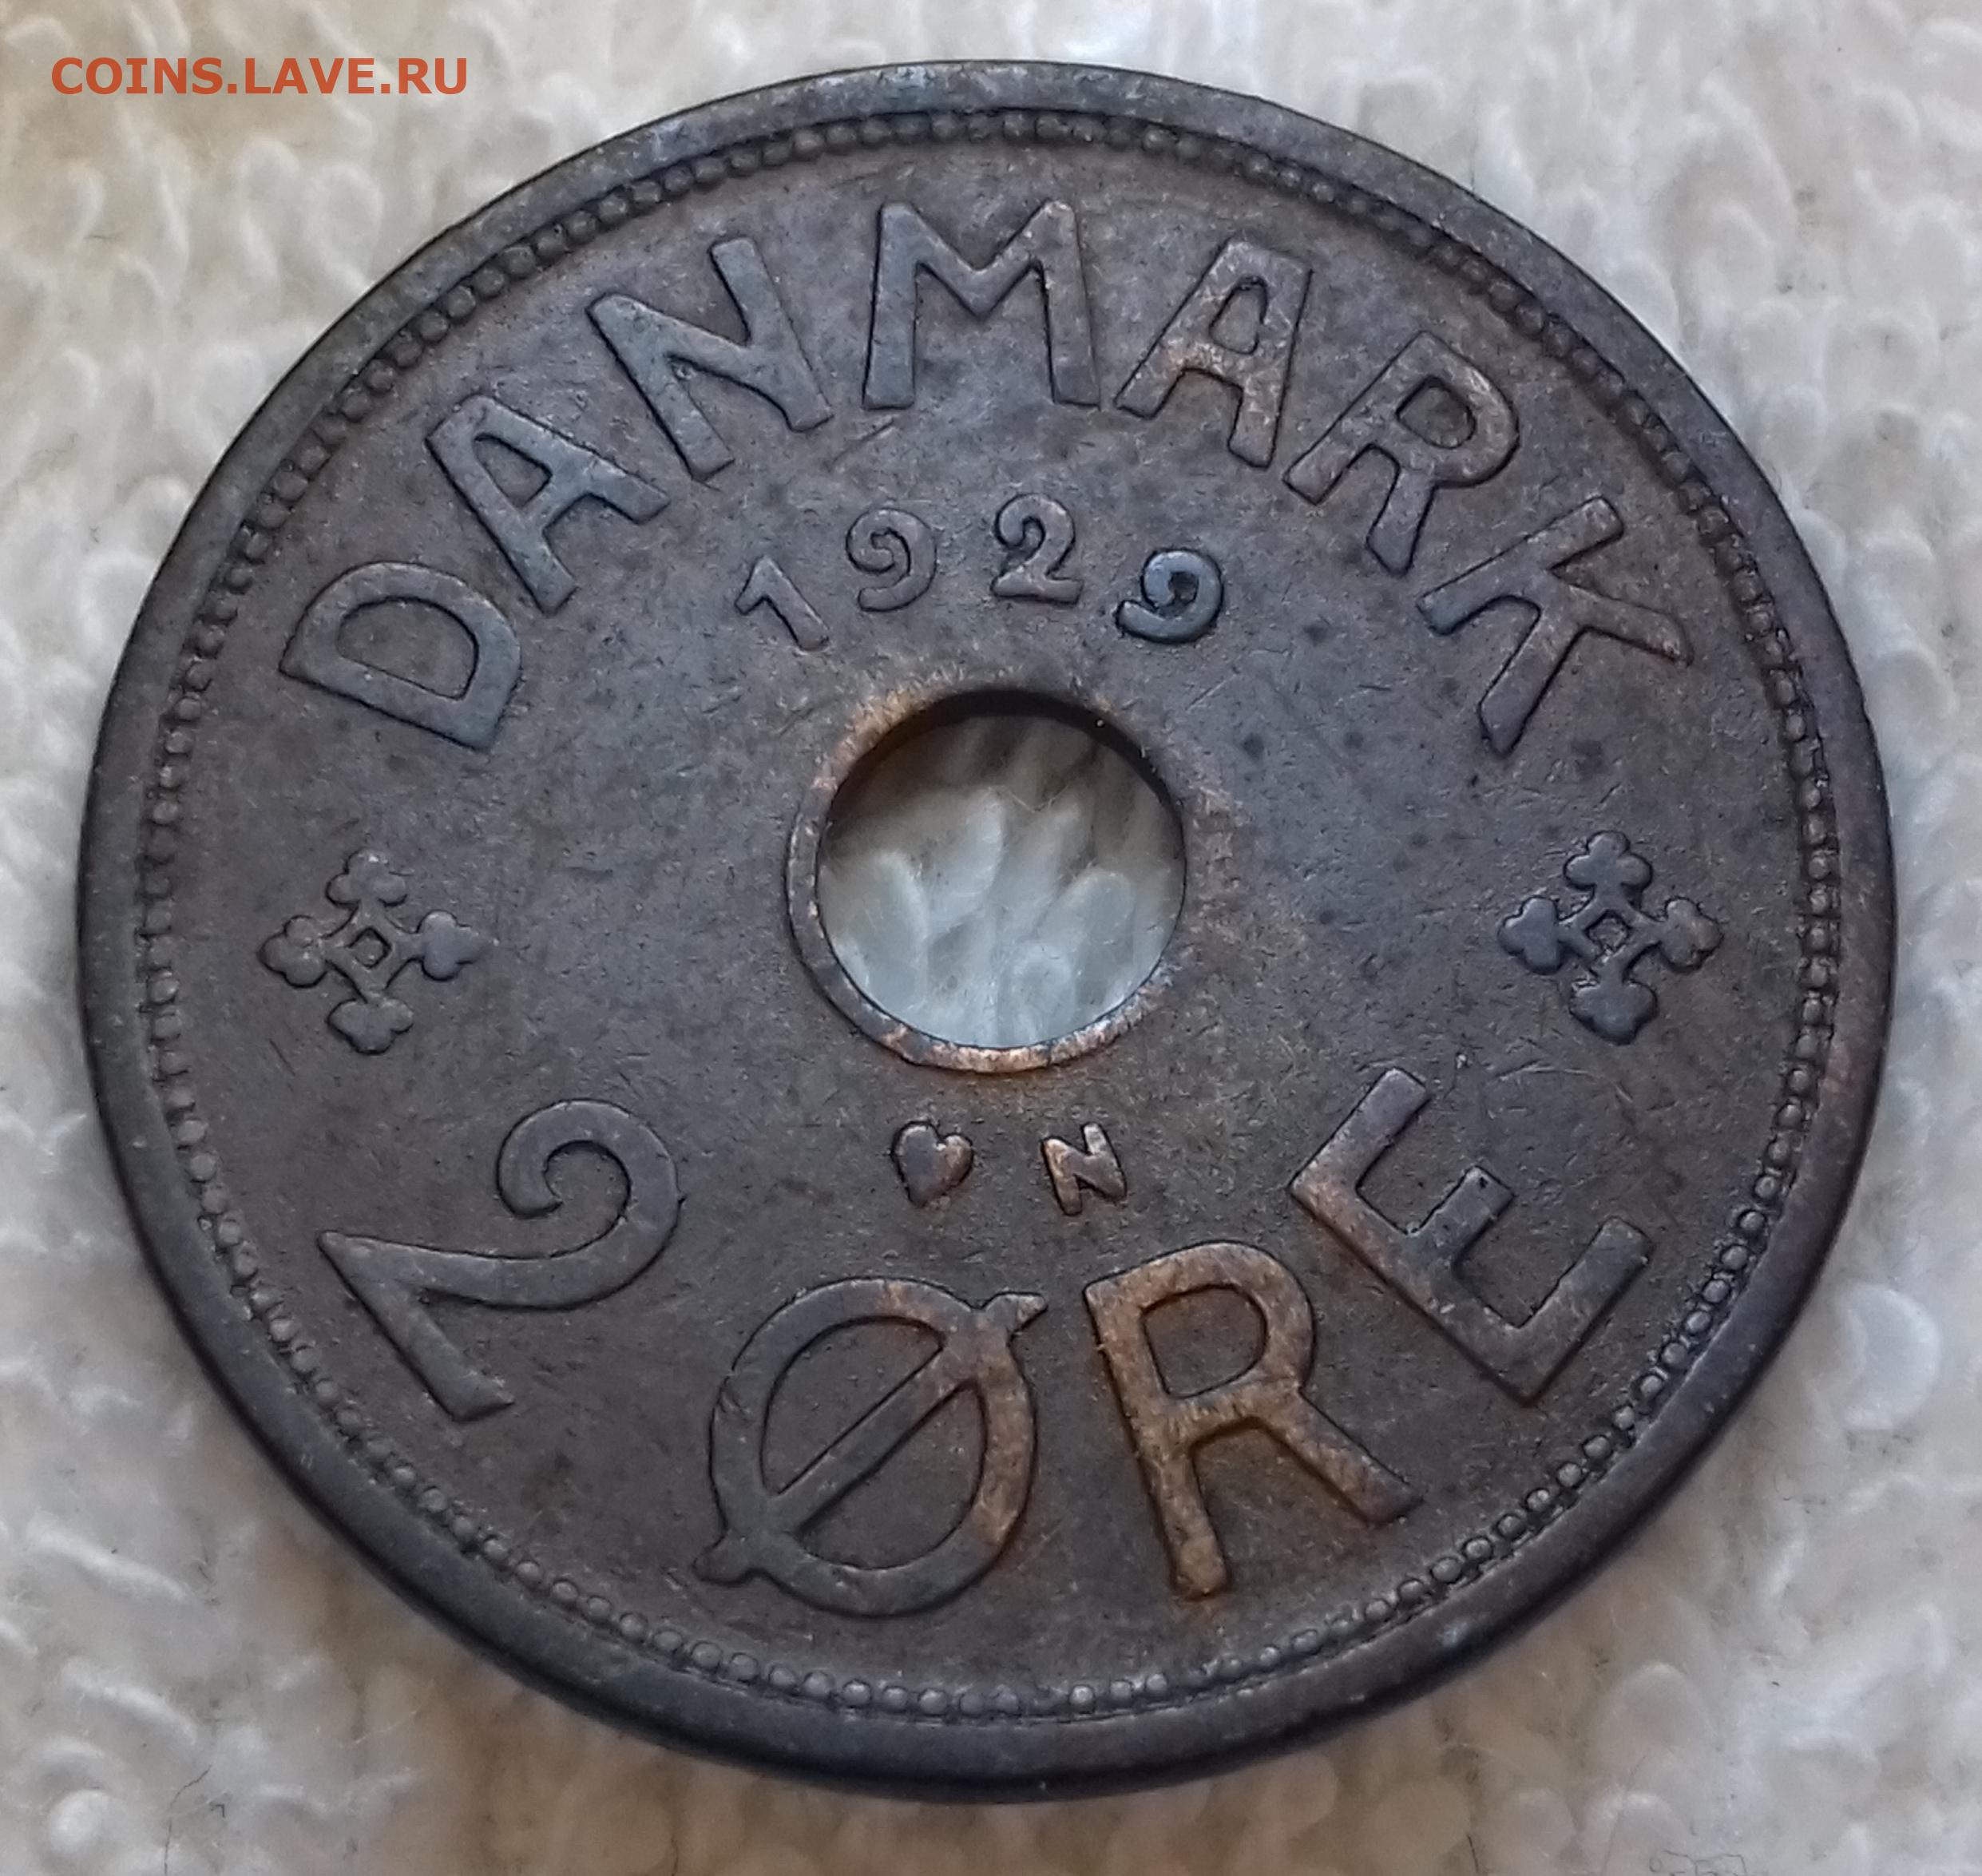 COINS.LAVE.RU
DANMARK
1929
♥ N
2 ØRE